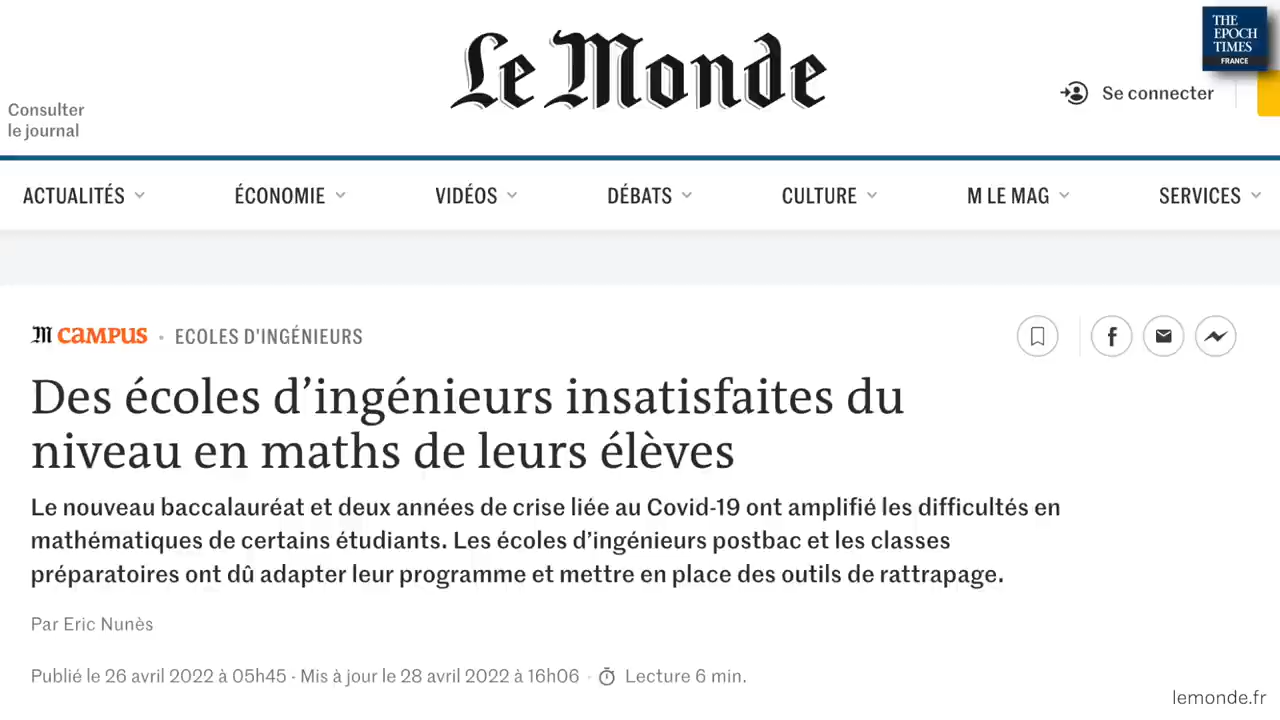 Le Monde
THE
EPOCH
TIMES
FRANCE
Consulter
le journal
Se connecter
ACTUALITÉS ÉCONOMIE VIDÉOS DÉBATS CULTURE M LE MAG SERVICES
M CAMPUS • ECOLES D'INGÉNIEURS
Des écoles d’ingénieurs insatisfaites du
niveau en maths de leurs élèves
Le nouveau baccalauréat et deux années de crise liée au Covid-19 ont amplifié les difficultés en
mathématiques de certains étudiants. Les écoles d’ingénieurs postbac et les classes
préparatoires ont dû adapter leur programme et mettre en place des outils de rattrapage.
Par Eric Nunès
Publié le 26 avril 2022 à 05h45 - Mis à jour le 28 avril 2022 à 16h06 · Lecture 6 min.
lemonde.fr